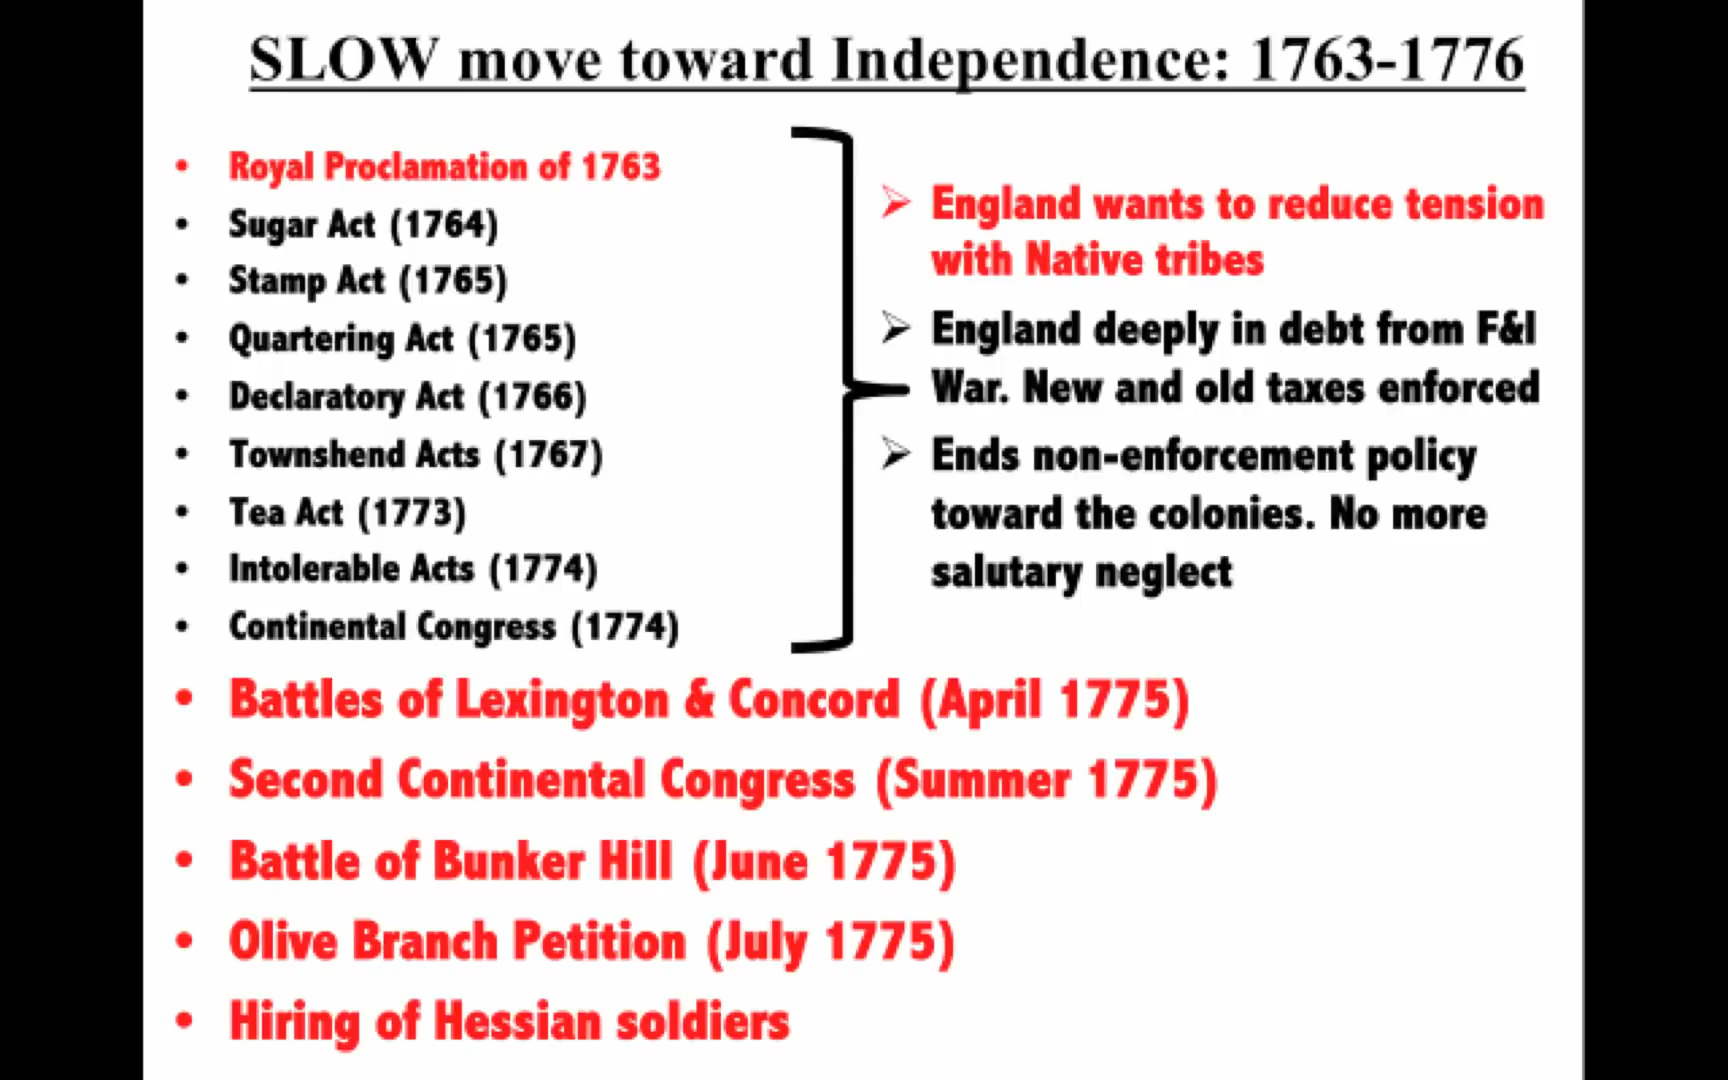 SLOW move toward Independence: 1763-1776
• Royal Proclamation of 1763
• Sugar Act (1764)
• Stamp Act (1765)
• Quartering Act (1765)
• Declaratory Act (1766)
• Townshend Acts (1767)
• Tea Act (1773)
• Intolerable Acts (1774)
• Continental Congress (1774)
➢ England wants to reduce tension
with Native tribes
➢ England deeply in debt from F&I
War. New and old taxes enforced
➢ Ends non-enforcement policy
toward the colonies. No more
salutary neglect
• Battles of Lexington & Concord (April 1775)
• Second Continental Congress (Summer 1775)
• Battle of Bunker Hill (June 1775)
• Olive Branch Petition (July 1775)
• Hiring of Hessian soldiers